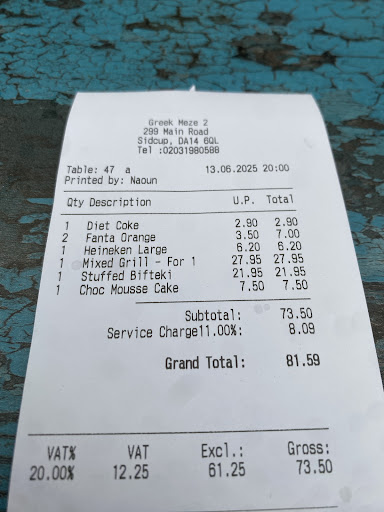 Greek Meze 2
299 Main Road
Sidcup, DA14 6QL
Tel :02031980588
Table: 47 a 13.06.2025 20:00
Printed by: Naoun
Qty Description U.P. Total
1 Diet Coke 2.90 2.90
2 Fanta Orange 3.50 7.00
1 Heineken Large 6.20 6.20
1 Mixed Grill - For 1 27.95 27.95
1 Stuffed Bifteki 21.95 21.95
1 Choc Mousse Cake 7.50 7.50
Subtotal: 73.50
Service Charge11.00%: 8.09
Grand Total: 81.59
VAT% VAT Excl.: Gross:
20.00% 12.25 61.25 73.50